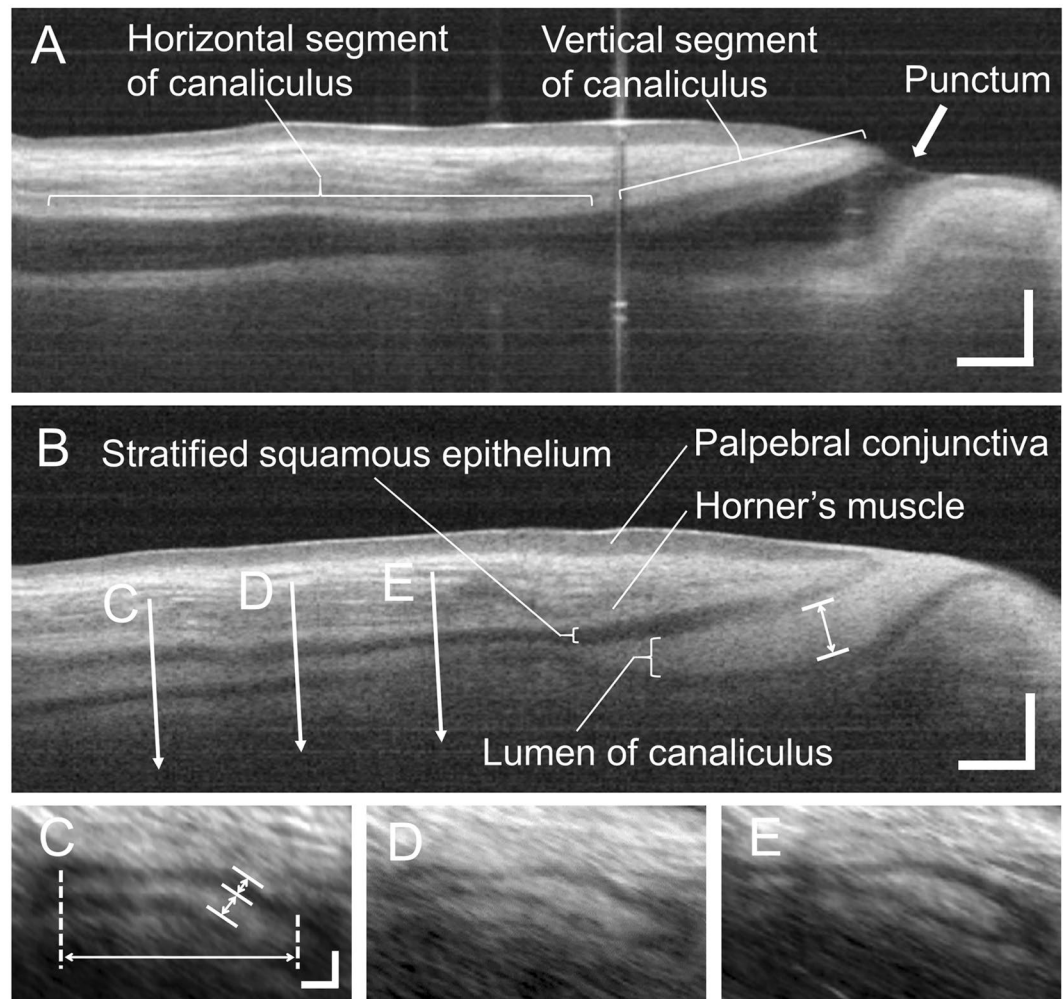 A
Horizontal segment
of canaliculus
Vertical segment
of canaliculus
Punctum
B
Stratified squamous epithelium
Palpebral conjunctiva
Horner's muscle
C
D
E
Lumen of canaliculus
C
D
E